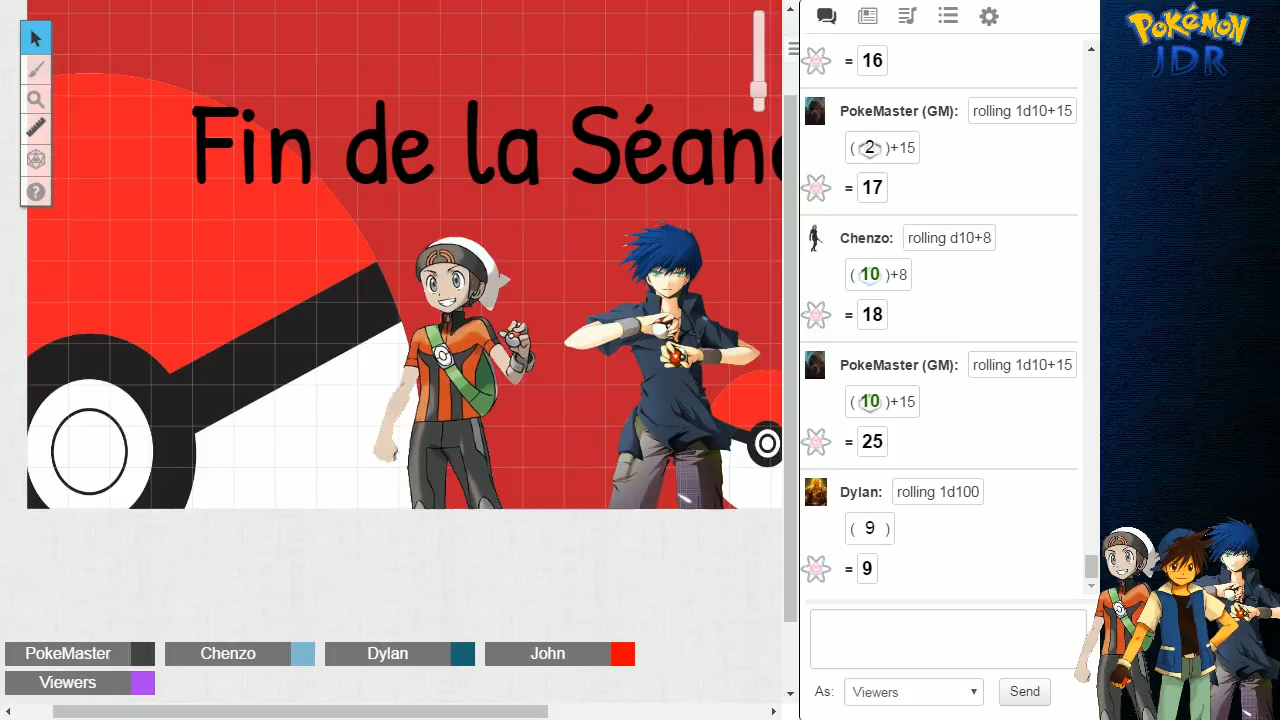 Fin de la Séanc
= 16
PokeMaster (GM): rolling 1d10+15
( 2 )+15
= 17
Chenzo: rolling d10+8
( 10 )+8
= 18
PokeMaster (GM): rolling 1d10+15
( 10 )+15
= 25
Dylan: rolling 1d100
( 9 )
= 9
As: Viewers Send
PokeMaster Chenzo Dylan John
Viewers
POKéMON
JDR